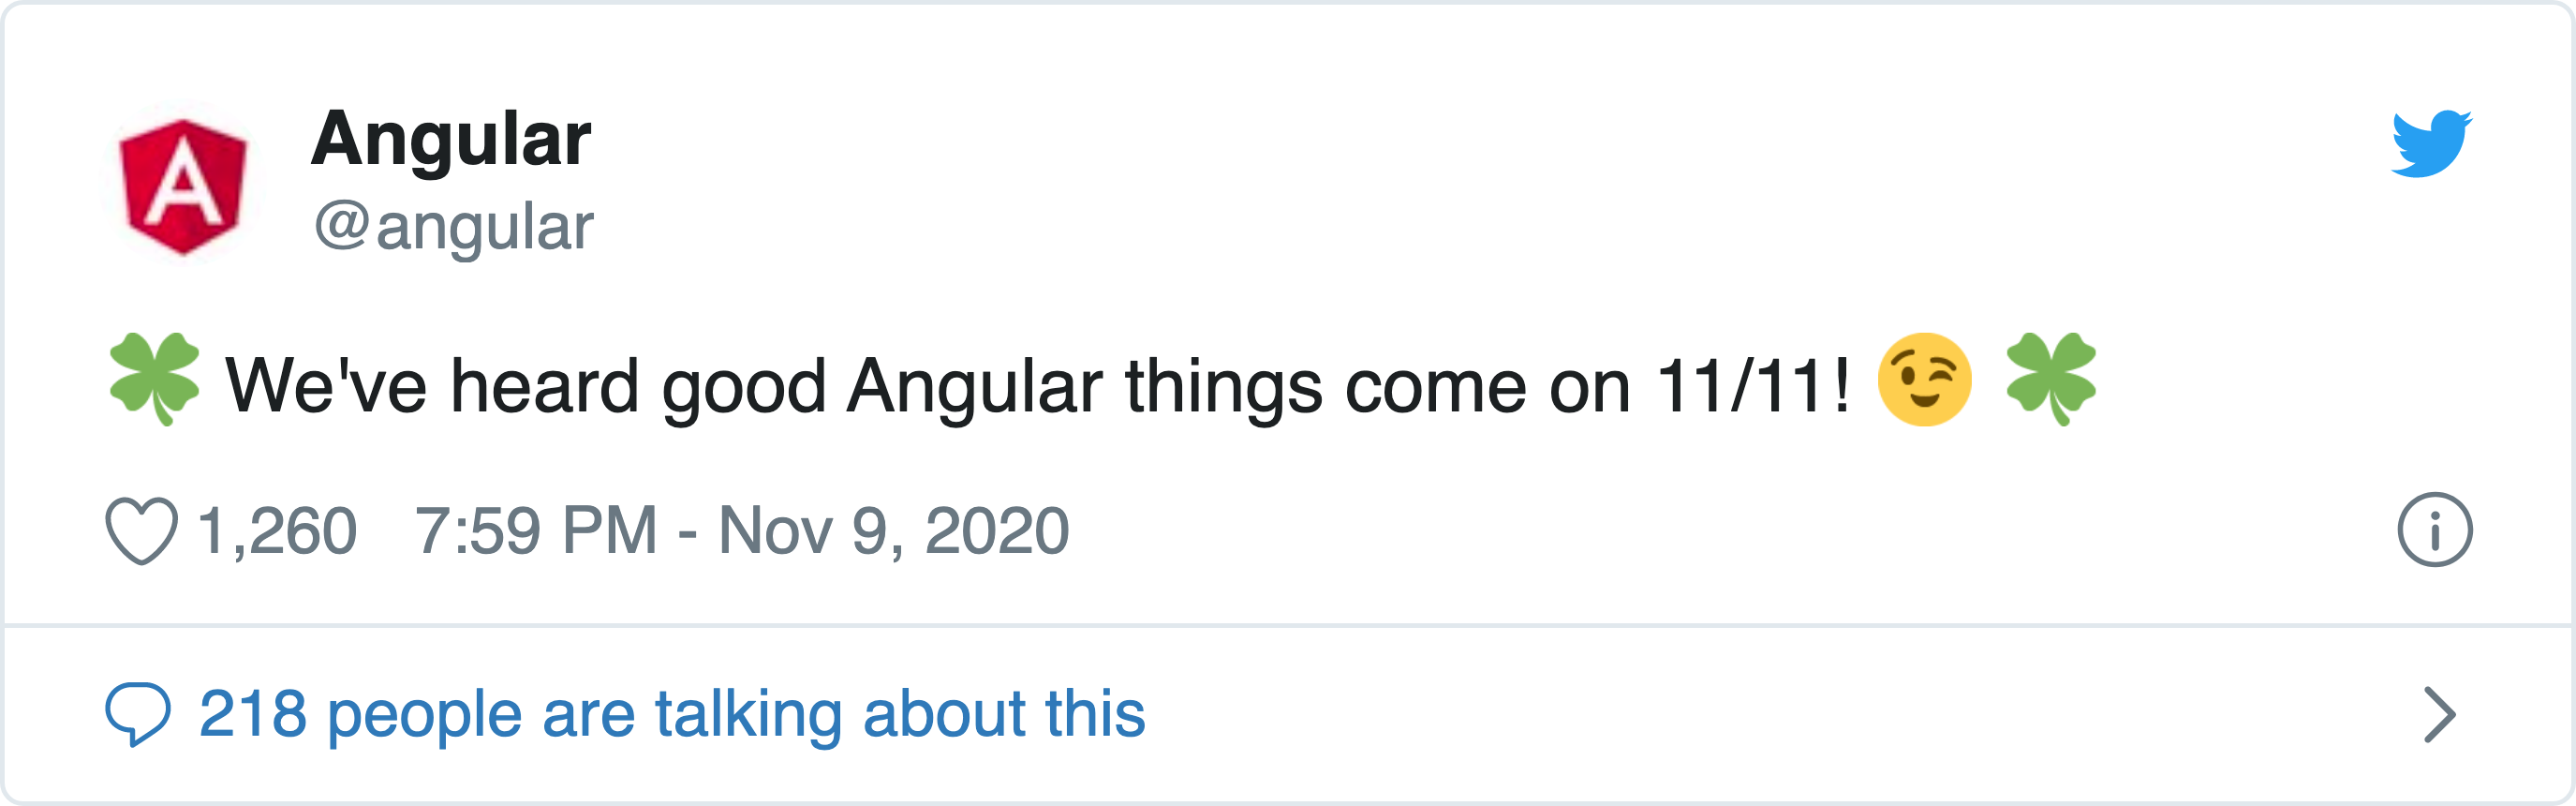 Angular
@angular
🍀 We've heard good Angular things come on 11/11! 😉 🍀
1,260 7:59 PM - Nov 9, 2020
218 people are talking about this